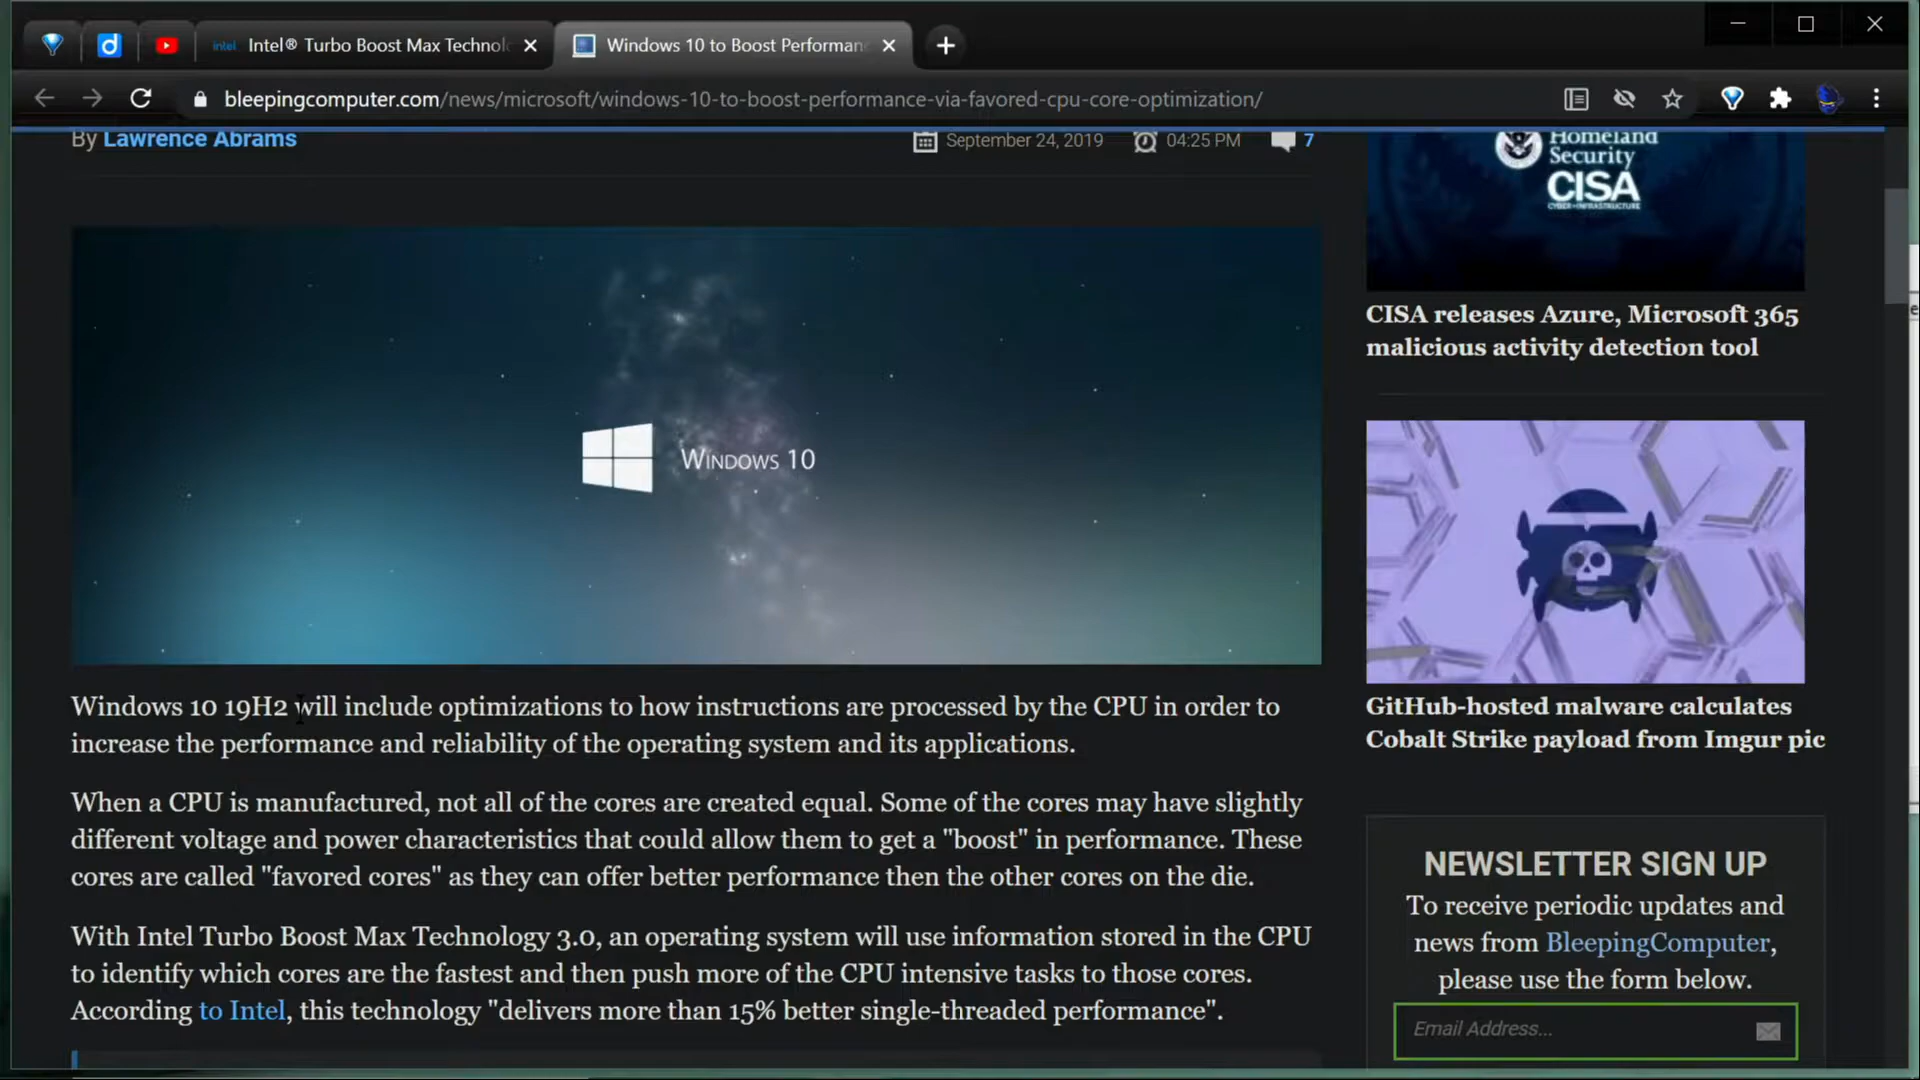 intel Intel® Turbo Boost Max Technol
Windows 10 to Boost Performan
bleepingcomputer.com/news/microsoft/windows-10-to-boost-performance-via-favored-cpu-core-optimization/
By Lawrence Abrams
September 24, 2019
04:25 PM
7
WINDOWS 10
Windows 10 19H2 will include optimizations to how instructions are processed by the CPU in order to
increase the performance and reliability of the operating system and its applications.
When a CPU is manufactured, not all of the cores are created equal. Some of the cores may have slightly
different voltage and power characteristics that could allow them to get a "boost" in performance. These
cores are called "favored cores" as they can offer better performance then the other cores on the die.
With Intel Turbo Boost Max Technology 3.0, an operating system will use information stored in the CPU
to identify which cores are the fastest and then push more of the CPU intensive tasks to those cores.
According to Intel, this technology "delivers more than 15% better single-threaded performance".
Homeland
Security
CISA
CISA releases Azure, Microsoft 365
malicious activity detection tool
GitHub-hosted malware calculates
Cobalt Strike payload from Imgur pic
NEWSLETTER SIGN UP
To receive periodic updates and
news from BleepingComputer,
please use the form below.
Email Address...